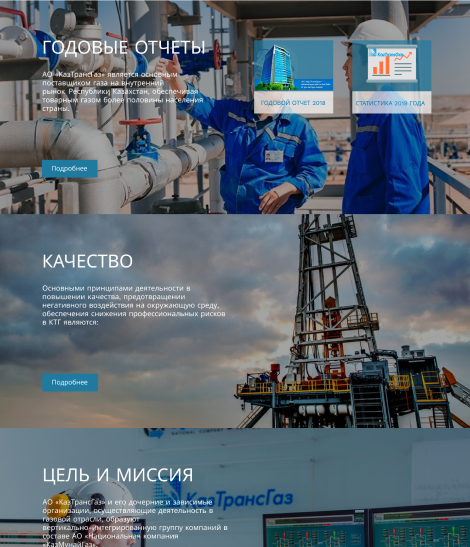 ГОДОВЫЕ ОТЧЕТЫ
АО «КазТрансГаз» является основным
поставщиком газа на внутренний
рынок Республики Казахстан, обеспечивая
товарным газом более половины населения
страны.
Подробнее
ГОДОВОЙ ОТЧЕТ 2018
КазТрансГаз
СТАТИСТИКА 2019 ГОДА
КАЧЕСТВО
Основными принципами деятельности в
повышении качества, предотвращении
негативного воздействия на окружающую среду,
обеспечения снижения профессиональных рисков
в КТГ являются:
Подробнее
ЦЕЛЬ И МИССИЯ
АО «КазТрансГаз» и его дочерние и зависимые
организации, осуществляющие деятельность в
газовой отрасли, образуют
вертикально-интегрированную группу компаний в
составе АО «Национальная компания
«КазМунайГаз».
КазТрансГаз